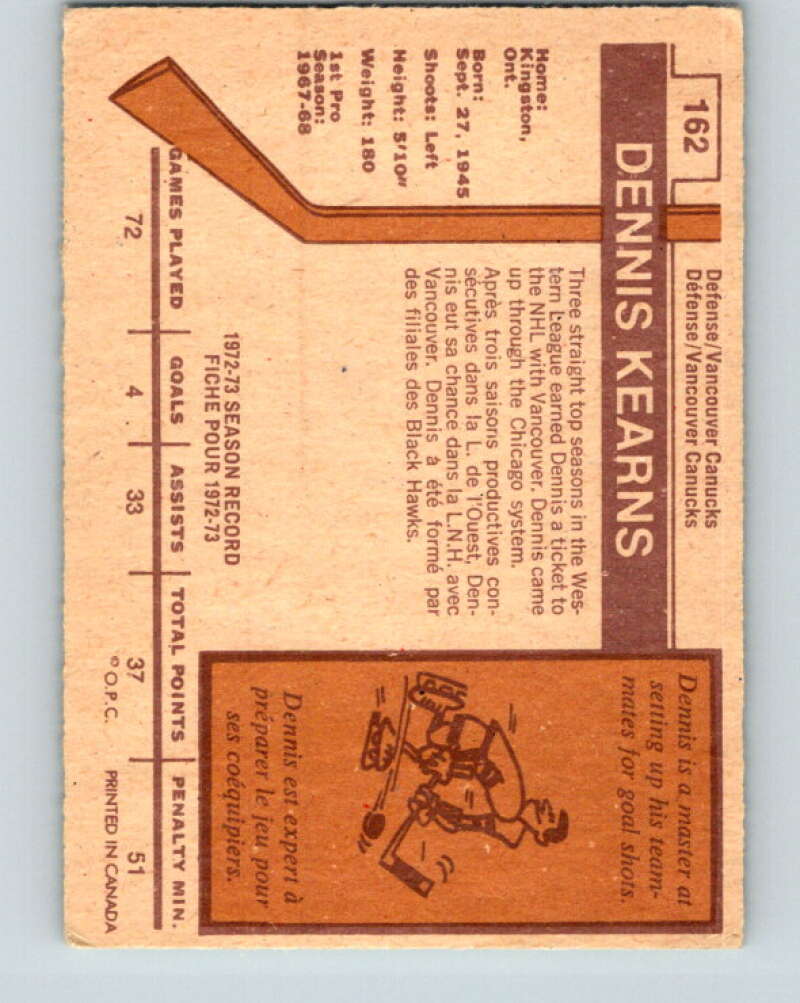 162
Defense/Vancouver Canucks
Défense/Vancouver Canucks
DENNIS KEARNS
Home:
Kingston,
Ont.
Born:
Sept. 27, 1945
Shoots: Left
Height: 5'10"
Weight: 180
1st Pro
Season:
1967-68
Three straight top seasons in the Wes-
tern League earned Dennis a ticket to
the NHL with Vancouver. Dennis came
up through the Chicago system.
Après trois saisons productives con-
sécutives dans la L. de l'Ouest, Den-
nis eut sa chance dans la L.N.H. avec
Vancouver. Dennis à été formé par
des filiales des Black Hawks.
Dennis is a master at
setting up his team-
mates for goal shots.
Dennis est expert à
préparer le jeu pour
ses coéquipiers.
1972-73 SEASON RECORD
FICHE POUR 1972-73
GAMES PLAYED GOALS ASSISTS TOTAL POINTS PENALTY MIN.
72 4 33 37 51
© O.P.C. PRINTED IN CANADA